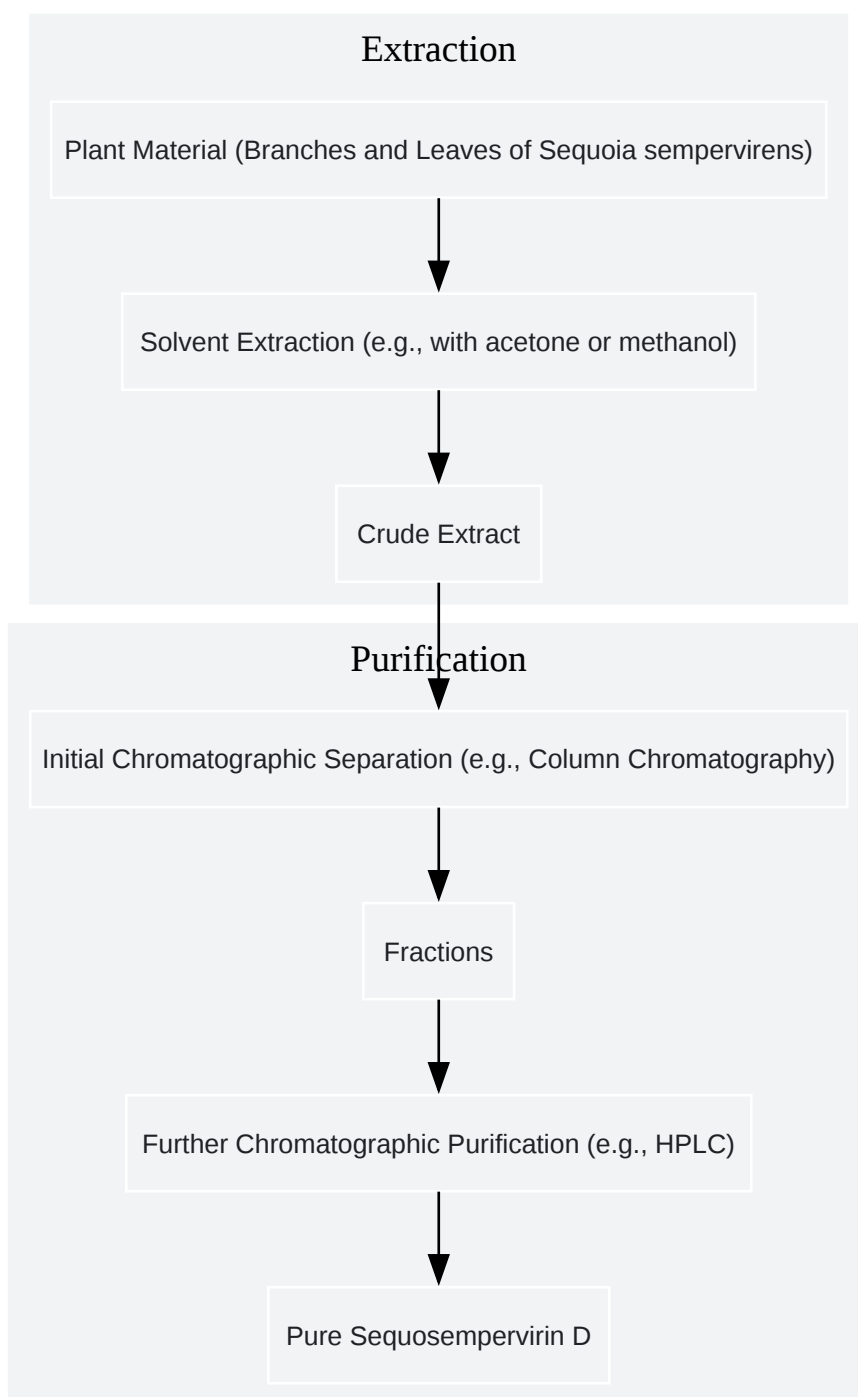 Extraction
Plant Material (Branches and Leaves of Sequoia sempervirens)
Solvent Extraction (e.g., with acetone or methanol)
Crude Extract
Purification
Initial Chromatographic Separation (e.g., Column Chromatography)
Fractions
Further Chromatographic Purification (e.g., HPLC)
Pure Sequosempervirin D